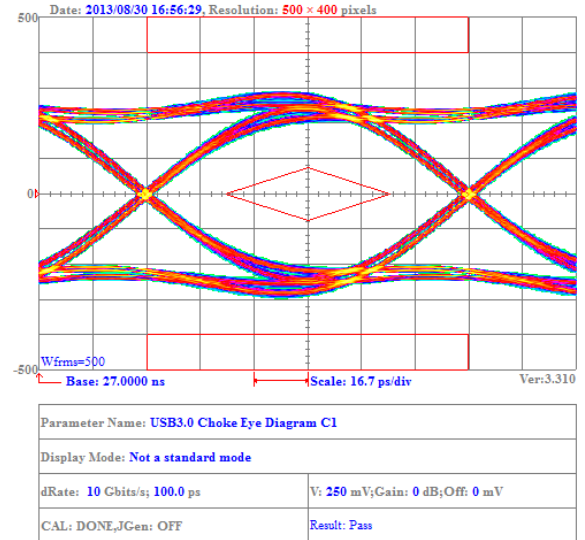 Date: 2013/08/30 16:56:29, Resolution: 500 × 400 pixels
500
0
-500
Wfrms=500
Base: 27.0000 ns
Scale: 16.7 ps/div
Ver:3.310
Parameter Name: USB3.0 Choke Eye Diagram C1
Display Mode: Not a standard mode
dRate: 10 Gbits/s; 100.0 ps
V: 250 mV;Gain: 0 dB;Off: 0 mV
CAL: DONE,JGen: OFF
Result: Pass